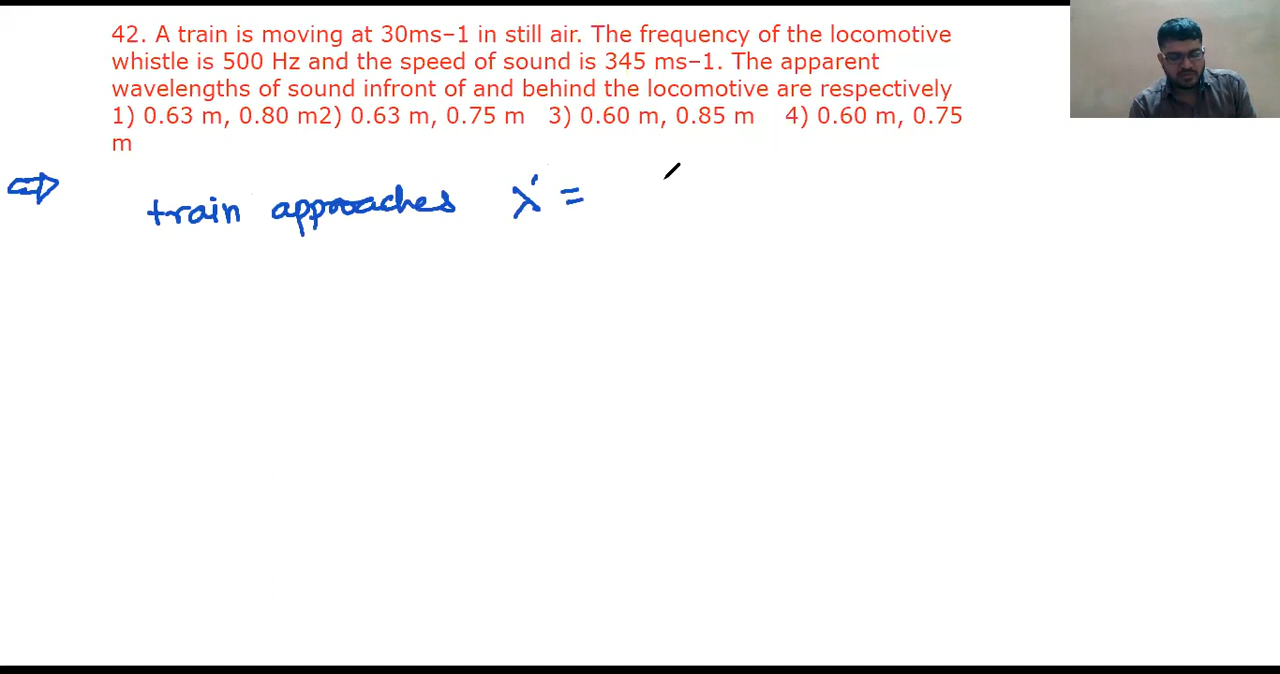 42. A train is moving at 30ms–1 in still air. The frequency of the locomotive
whistle is 500 Hz and the speed of sound is 345 ms–1. The apparent
wavelengths of sound infront of and behind the locomotive are respectively
1) 0.63 m, 0.80 m2) 0.63 m, 0.75 m 3) 0.60 m, 0.85 m 4) 0.60 m, 0.75
m
train approaches λ' =